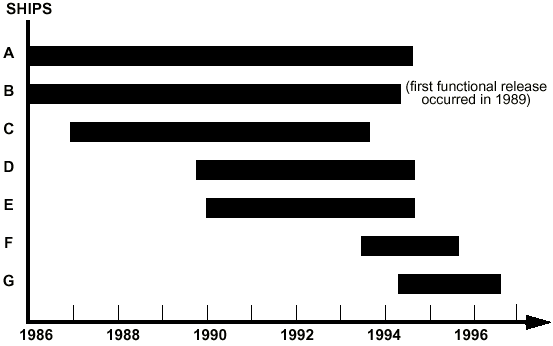 SHIPS
A
B
(first functional release
occurred in 1989)
C
D
E
F
G
1986 1988 1990 1992 1994 1996